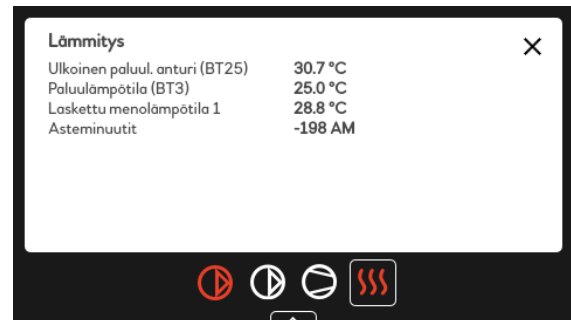 Lämmitys
Ulkoinen paluul. anturi (BT25) 30.7 °C
Paluulämpötila (BT3) 25.0 °C
Laskettu menolämpötila 1 28.8 °C
Asteminuutit -198 AM